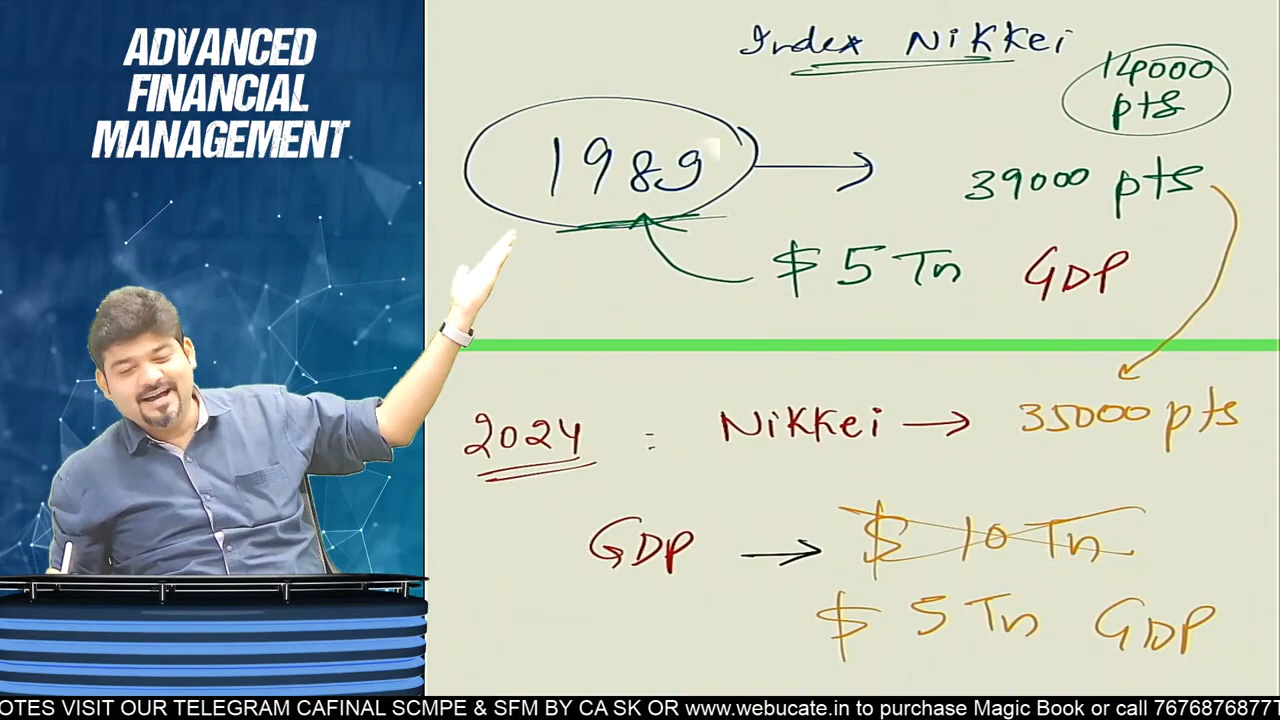 ADVANCED
FINANCIAL
MANAGEMENT
Index Nikkei
14000
pts
1989
39000 pts
$ 5 Tn GDP
2024 : Nikkei → 35000 pts
GDP → $ 10 Tn
$ 5 Tn GDP
OTES VISIT OUR TELEGRAM CAFINAL SCMPE & SFM BY CA SK OR www.webucate.in to purchase Magic Book or call 76768768771